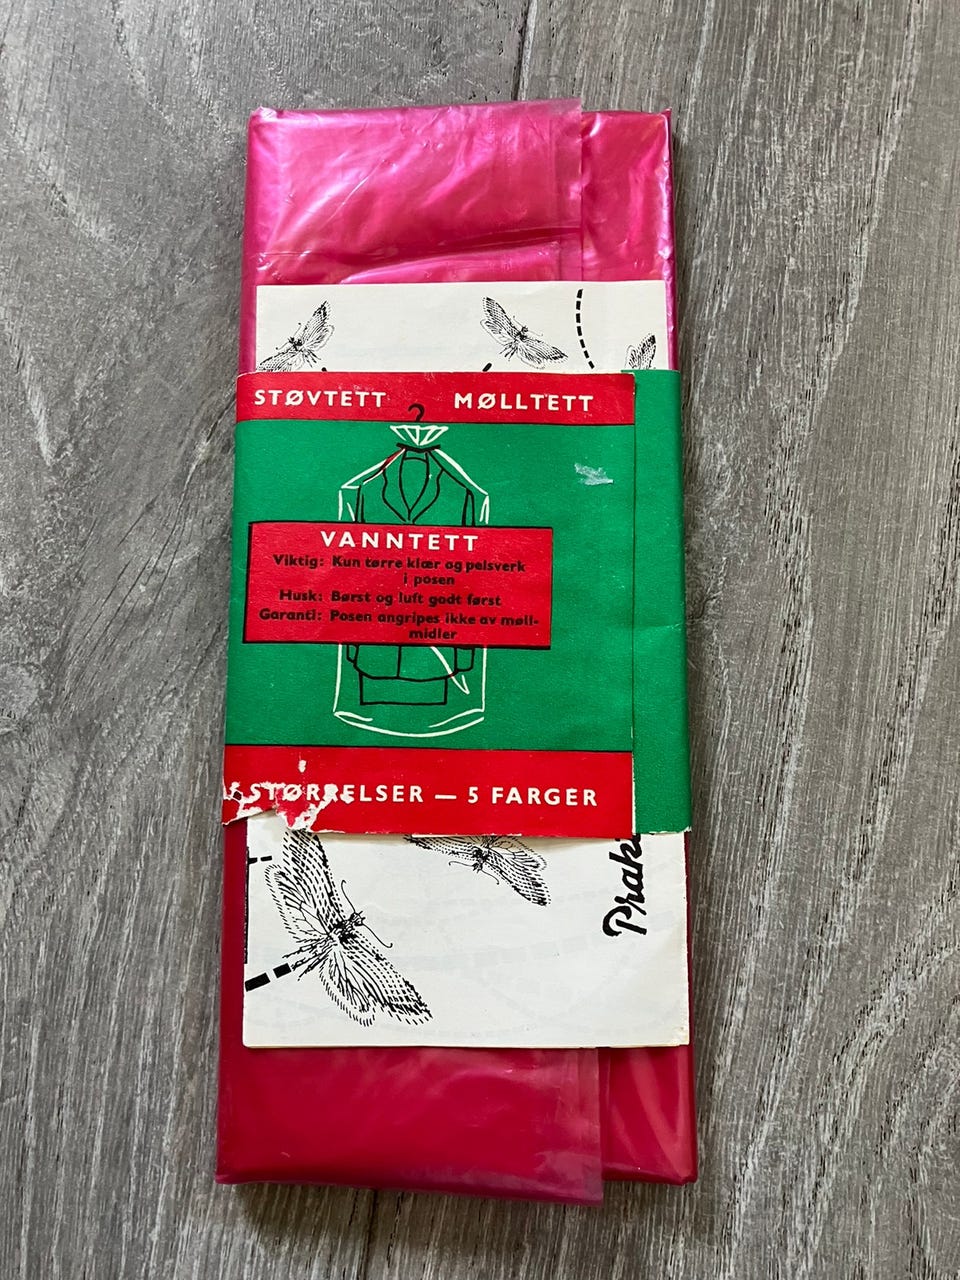 STØVTETT MØLLTETT
VANNTETT
Viktig: Kun tørre klær og pelsverk
i posen
Husk: Børst og luft godt først
Garanti: Posen angripes ikke av møll-
midler
STØRRELSER — 5 FARGER